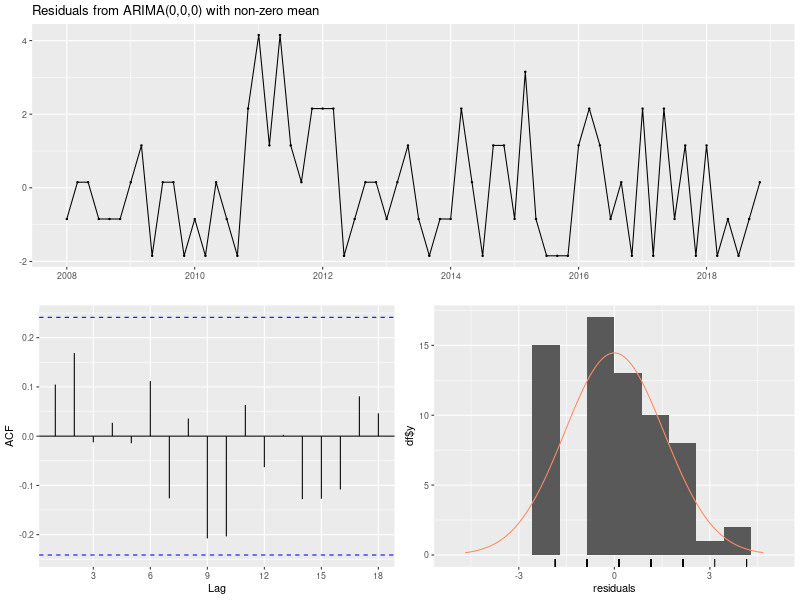 Residuals from ARIMA(0,0,0) with non-zero mean
4
2
0
-2
2008 2010 2012 2014 2016 2018
0.2
0.1
0.0
-0.1
-0.2
ACF
3 6 9 12 15 18
Lag
15
10
5
0
df$y
-3 0 3
residuals